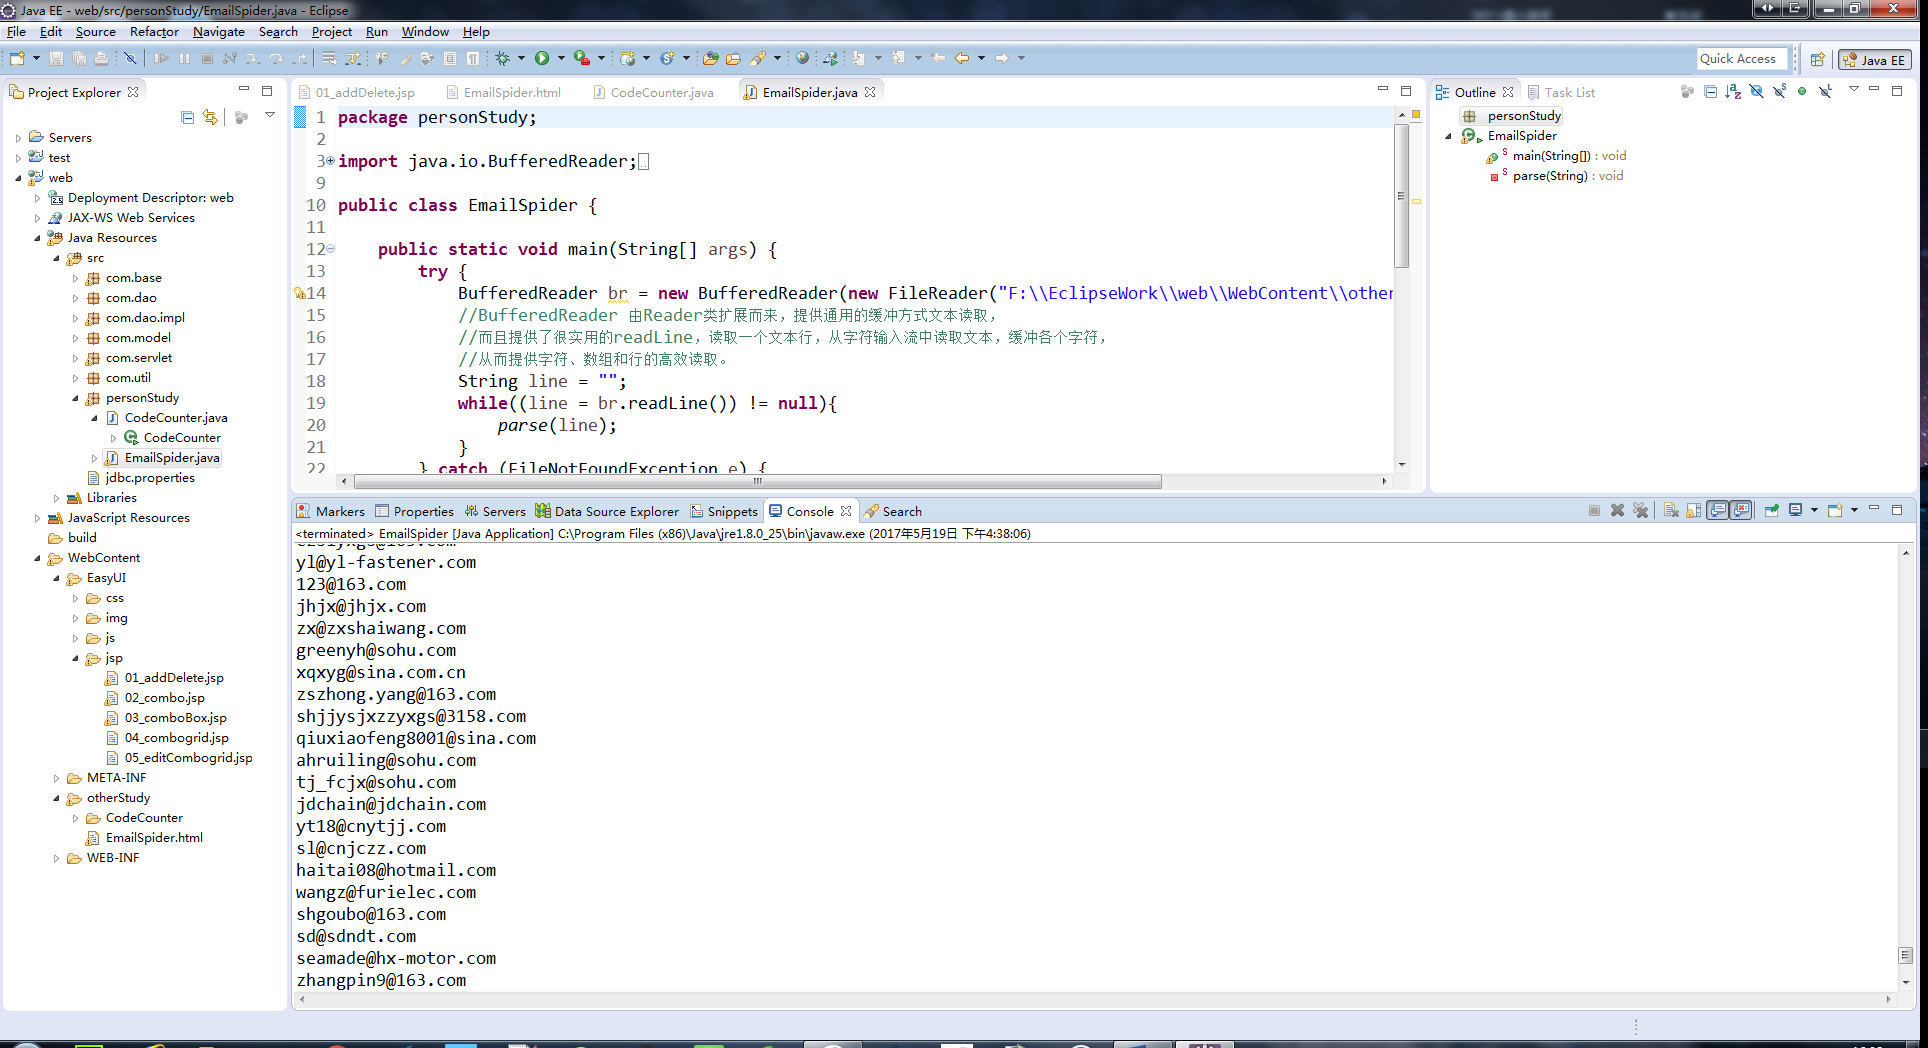 Java EE - web/src/personStudy/EmailSpider.java - Eclipse
File Edit Source Refactor Navigate Search Project Run Window Help
Quick Access
Java EE
Project Explorer
Servers
test
web
Deployment Descriptor: web
JAX-WS Web Services
Java Resources
src
com.base
com.dao
com.dao.impl
com.model
com.servlet
com.util
personStudy
CodeCounter.java
CodeCounter
EmailSpider.java
jdbc.properties
Libraries
JavaScript Resources
build
WebContent
EasyUI
css
img
js
jsp
01_addDelete.jsp
02_combo.jsp
03_comboBox.jsp
04_combogrid.jsp
05_editCombogrid.jsp
META-INF
otherStudy
CodeCounter
EmailSpider.html
WEB-INF
01_addDelete.jsp EmailSpider.html CodeCounter.java EmailSpider.java
1 package personStudy;
2
3 import java.io.BufferedReader;
9
10 public class EmailSpider {
11
12 public static void main(String[] args) {
13 try {
14 BufferedReader br = new BufferedReader(new FileReader("F:\\EclipseWork\\web\\WebContent\\other
15 //BufferedReader 由Reader类扩展而来，提供通用的缓冲方式文本读取，
16 //而且提供了很实用的readLine，读取一个文本行，从字符输入流中读取文本，缓冲各个字符，
17 //从而提供字符、数组和行的高效读取。
18 String line = "";
19 while((line = br.readLine()) != null){
20 parse(line);
21 }
22 } catch (FileNotFoundException e) {
Outline Task List
personStudy
EmailSpider
main(String[]) : void
parse(String) : void
Markers Properties Servers Data Source Explorer Snippets Console Search
<terminated> EmailSpider [Java Application] C:\Program Files (x86)\Java\jre1.8.0_25\bin\javaw.exe (2017年5月19日 下午4:38:06)
yl@yl-fastener.com
123@163.com
jhjx@jhjx.com
zx@zxshaiwang.com
greenyh@sohu.com
xqxyg@sina.com.cn
zszhong.yang@163.com
shjjysjxzzyxgs@3158.com
qiuxiaofeng8001@sina.com
ahruiling@sohu.com
tj_fcjx@sohu.com
jdchain@jdchain.com
yt18@cnytjj.com
sl@cnjczz.com
haitai08@hotmail.com
wangz@furielec.com
shgoubo@163.com
sd@sdndt.com
seamade@hx-motor.com
zhangpin9@163.com